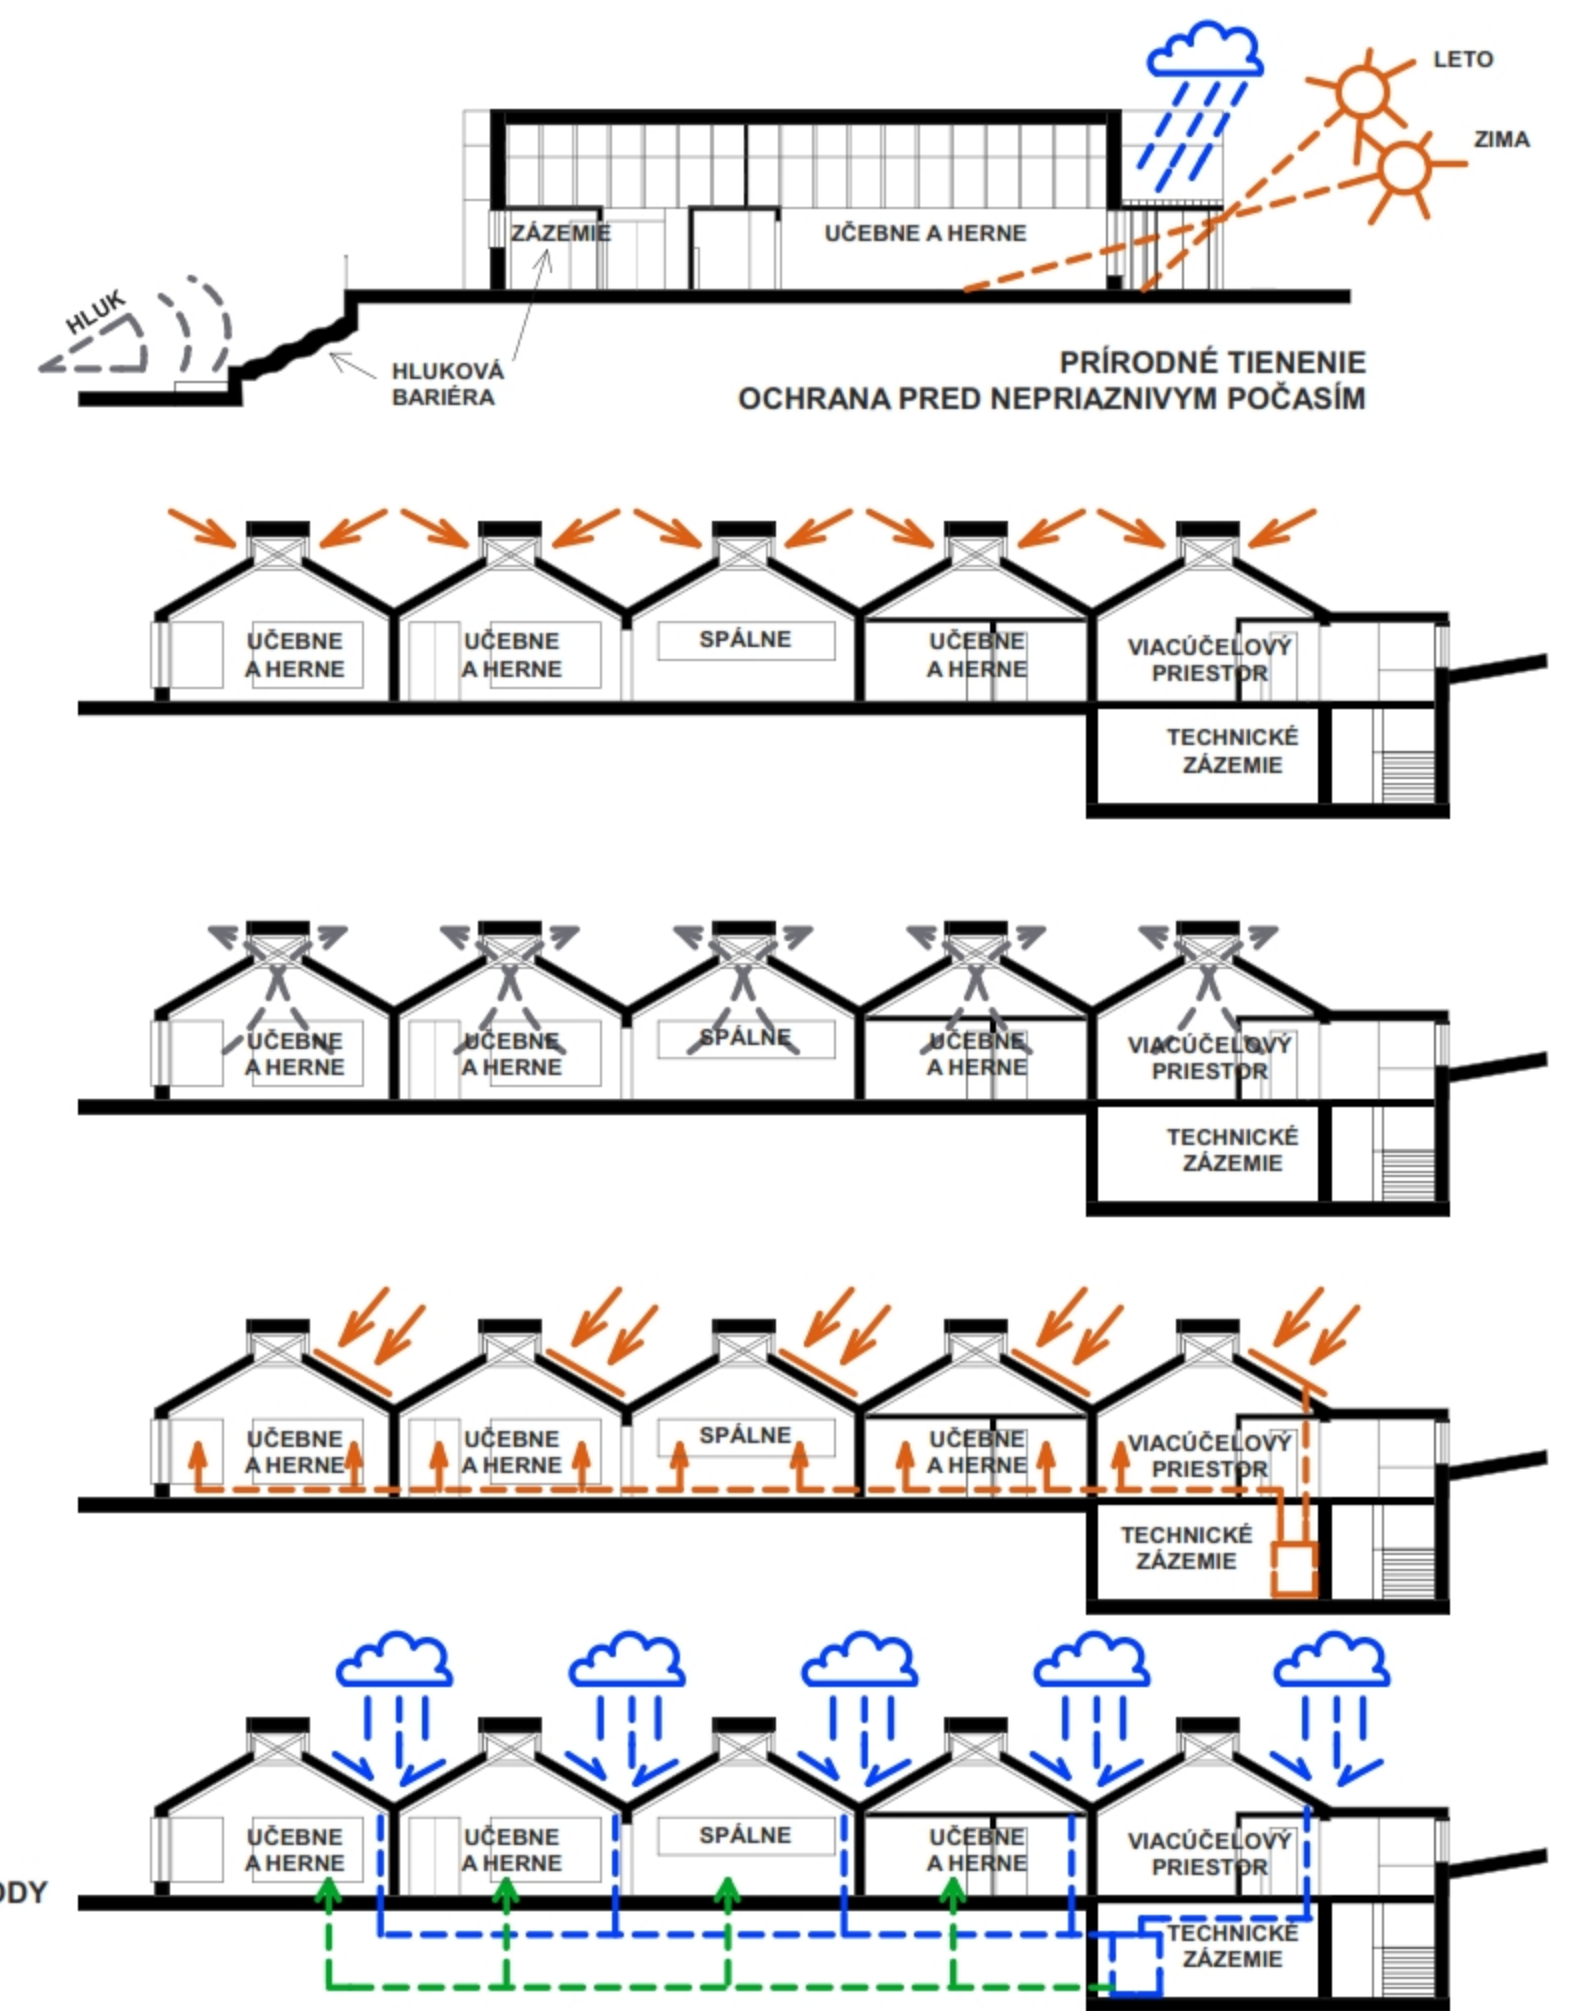 LETO
ZIMA
ZÁZEMIE
UČEBNE A HERNE
HLUK
HLUKOVÁ
BARIÉRA
PRÍRODNÉ TIENENIE
OCHRANA PRED NEPRIAZNIVYM POČASÍM
UČEBNE
A HERNE
UČEBNE
A HERNE
SPÁLNE
UČEBNE
A HERNE
VIACÚČELOVÝ
PRIESTOR
TECHNICKÉ
ZÁZEMIE
UČEBNE
A HERNE
UČEBNE
A HERNE
SPÁLNE
UČEBNE
A HERNE
VIACÚČELOVÝ
PRIESTOR
TECHNICKÉ
ZÁZEMIE
UČEBNE
A HERNE
UČEBNE
A HERNE
SPÁLNE
UČEBNE
A HERNE
VIACÚČELOVÝ
PRIESTOR
TECHNICKÉ
ZÁZEMIE
UČEBNE
A HERNE
UČEBNE
A HERNE
SPÁLNE
UČEBNE
A HERNE
VIACÚČELOVÝ
PRIESTOR
TECHNICKÉ
ZÁZEMIE